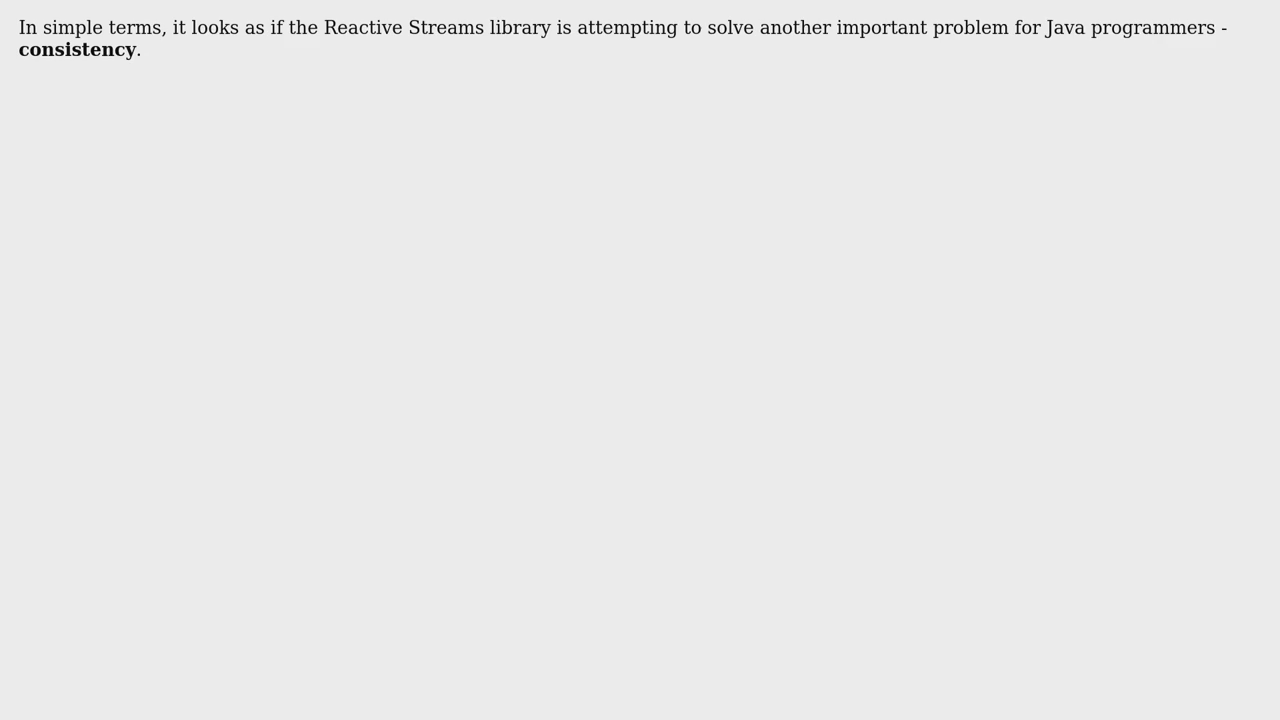 In simple terms, it looks as if the Reactive Streams library is attempting to solve another important problem for Java programmers -
consistency.